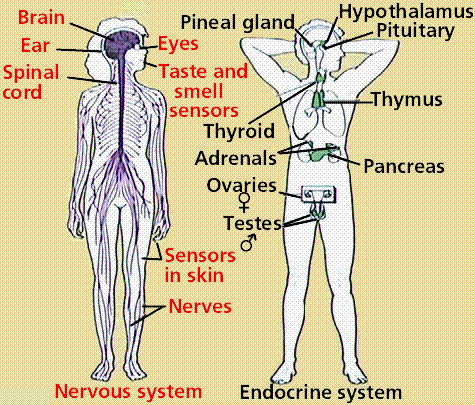 Brain
Ear
Spinal
cord
Eyes
Taste and
smell
sensors
Sensors
in skin
Nerves
Nervous system
Pineal gland
Hypothalamus
Pituitary
Thymus
Thyroid
Adrenals
Pancreas
Ovaries
♀
Testes
♂
Endocrine system